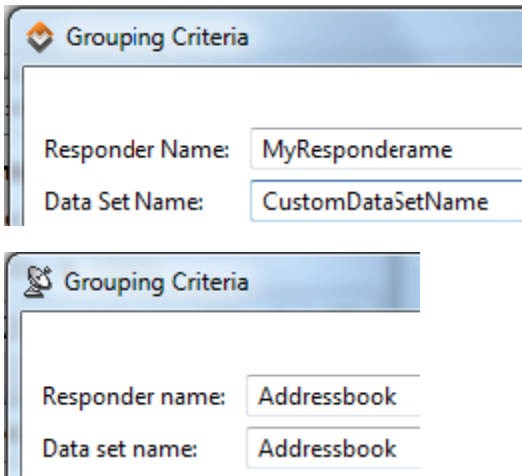 Grouping Criteria
Responder Name: MyResponderame
Data Set Name: CustomDataSetName
Grouping Criteria
Responder name: Addressbook
Data set name: Addressbook